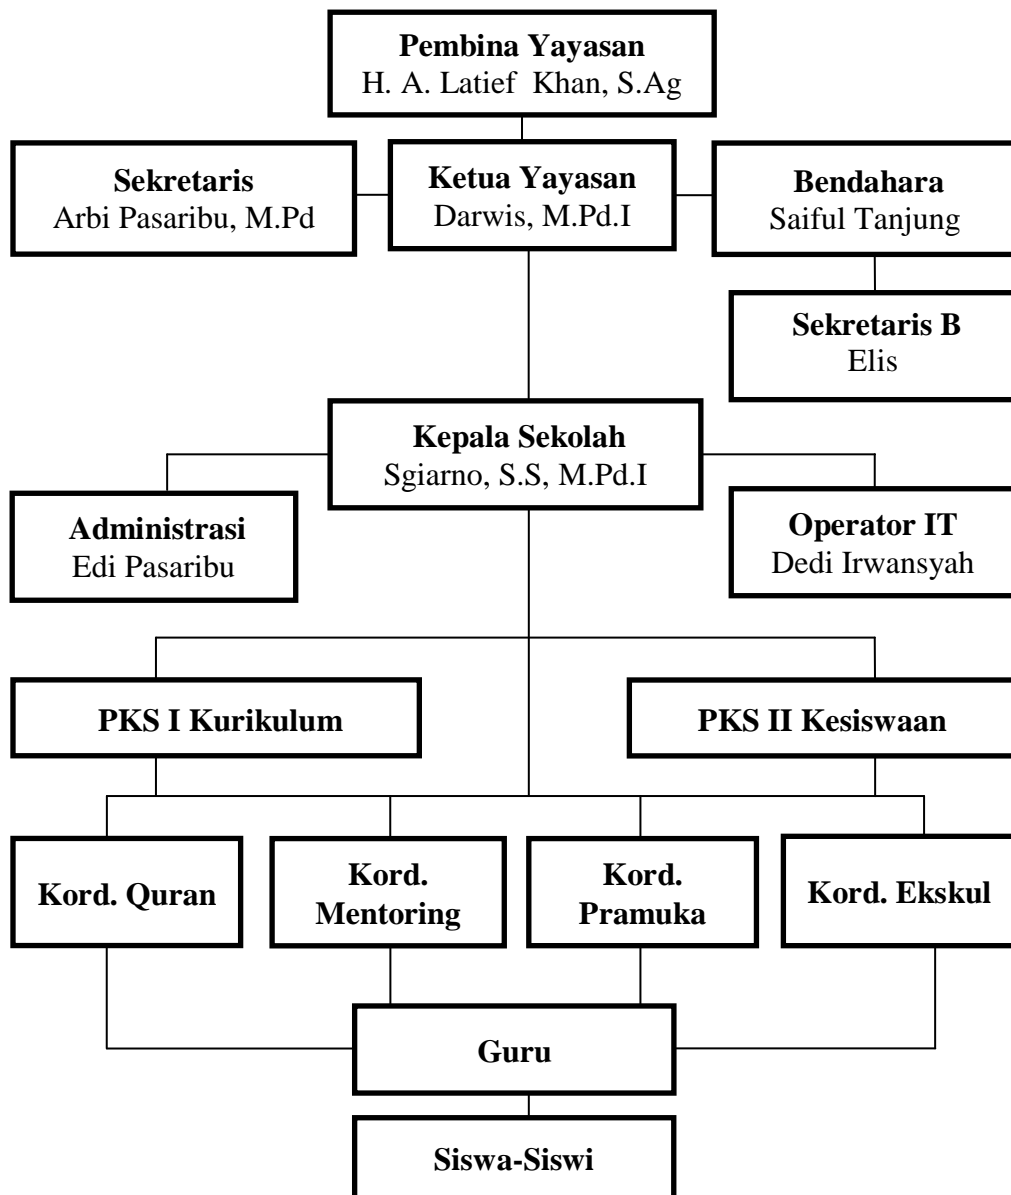 Pembina Yayasan
H. A. Latief Khan, S.Ag
Sekretaris
Arbi Pasaribu, M.Pd
Ketua Yayasan
Darwis, M.Pd.I
Bendahara
Saiful Tanjung
Sekretaris B
Elis
Kepala Sekolah
Sgiarno, S.S, M.Pd.I
Administrasi
Edi Pasaribu
Operator IT
Dedi Irwansyah
PKS I Kurikulum
PKS II Kesiswaan
Kord. Quran
Kord.
Mentoring
Kord.
Pramuka
Kord. Ekskul
Guru
Siswa-Siswi